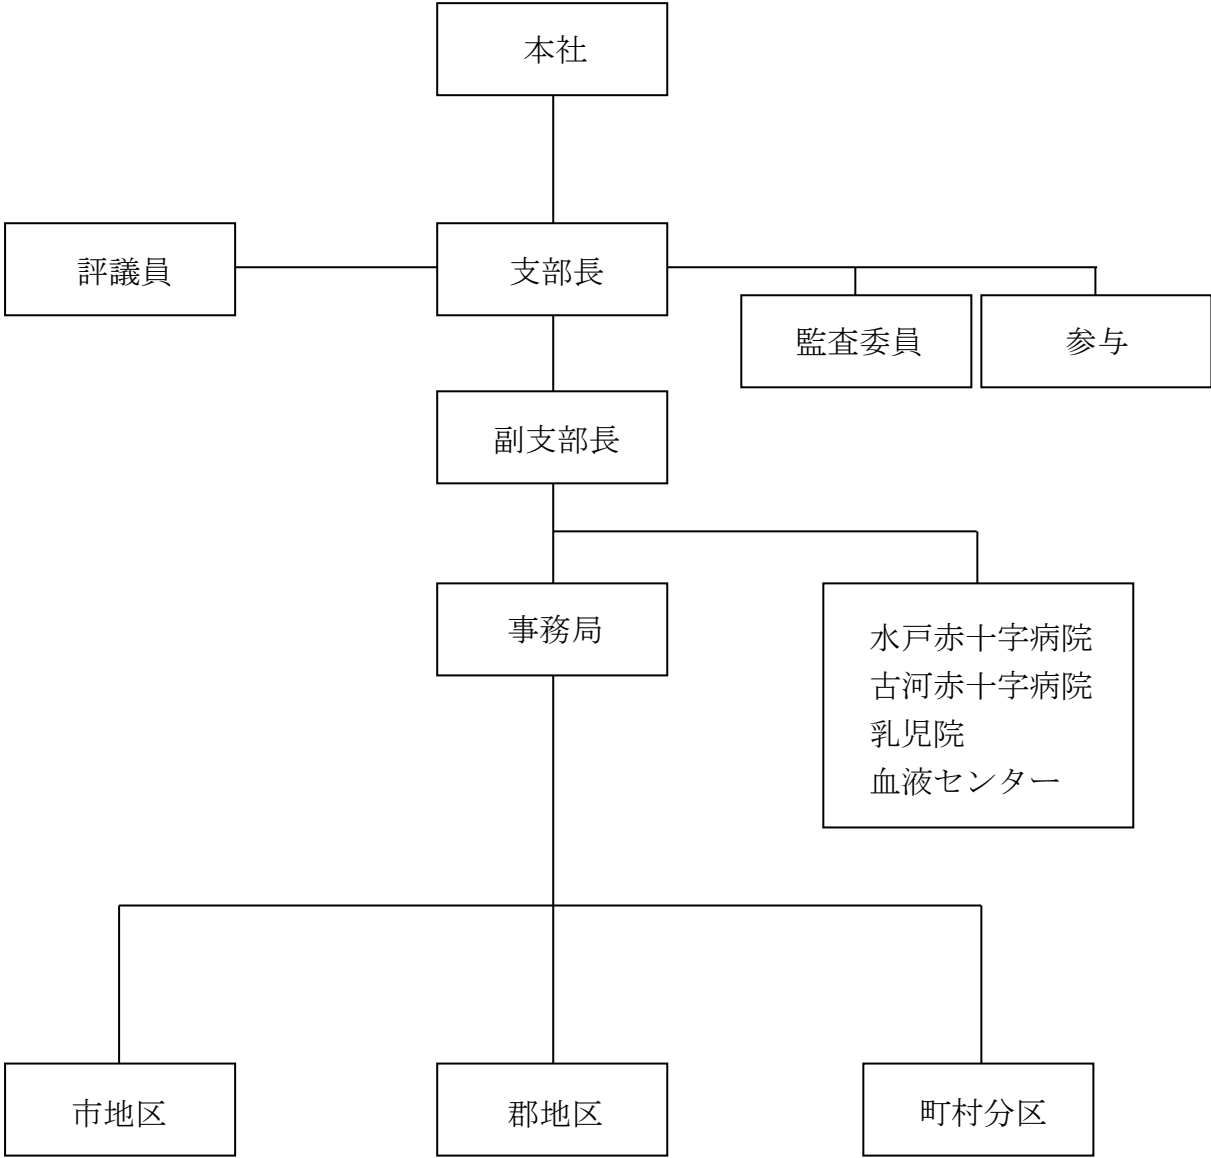 本社
評議員
支部長
監査委員
参与
副支部長
事務局
水戸赤十字病院
古河赤十字病院
乳児院
血液センター
市地区
郡地区
町村分区